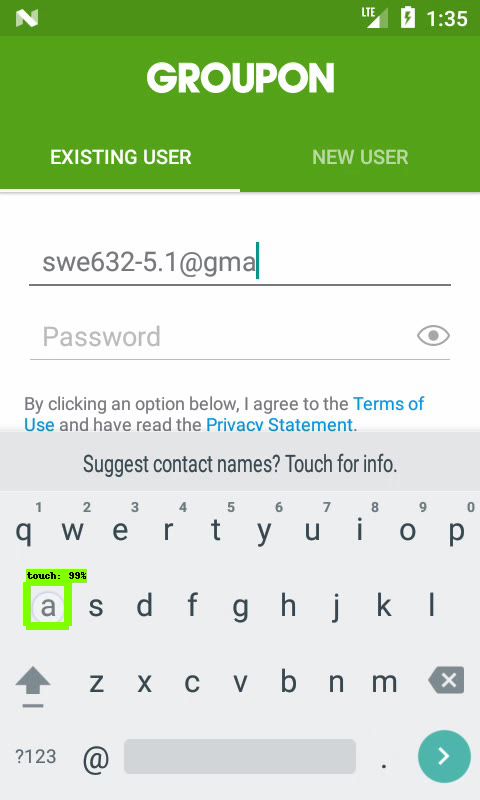 LTE 1:35
GROUPON
EXISTING USER NEW USER
swe632-5.1@gma
Password
By clicking an option below, I agree to the Terms of
Use and have read the Privacy Statement.
Suggest contact names? Touch for info.
1 2 3 4 5 6 7 8 9 0
q w e r t y u i o p
touch: 99%
a s d f g h j k l
z x c v b n m
?123 @ .